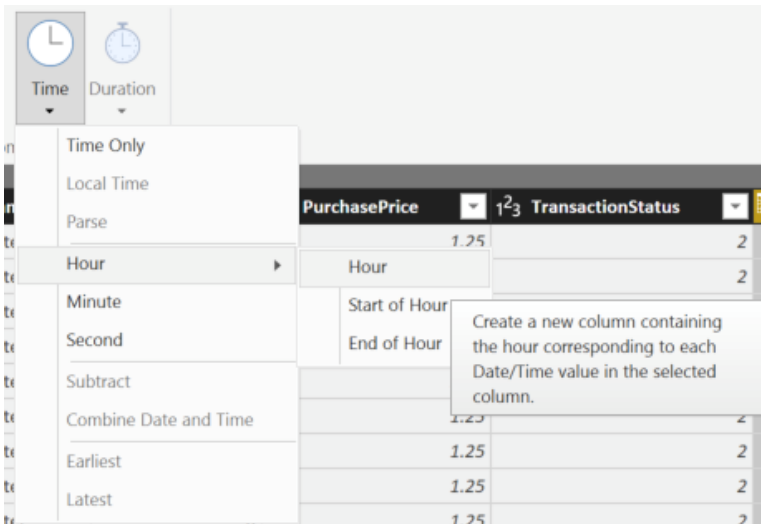 Time Duration
Time Only
Local Time
Parse
PurchasePrice 1²3 TransactionStatus
1.25 2
Hour Hour 2
Minute Start of Hour
Second End of Hour
Create a new column containing
the hour corresponding to each
Date/Time value in the selected
column.
Subtract
Combine Date and Time 1.25 2
Earliest 1.25 2
Latest 1.25 2
1.25 2